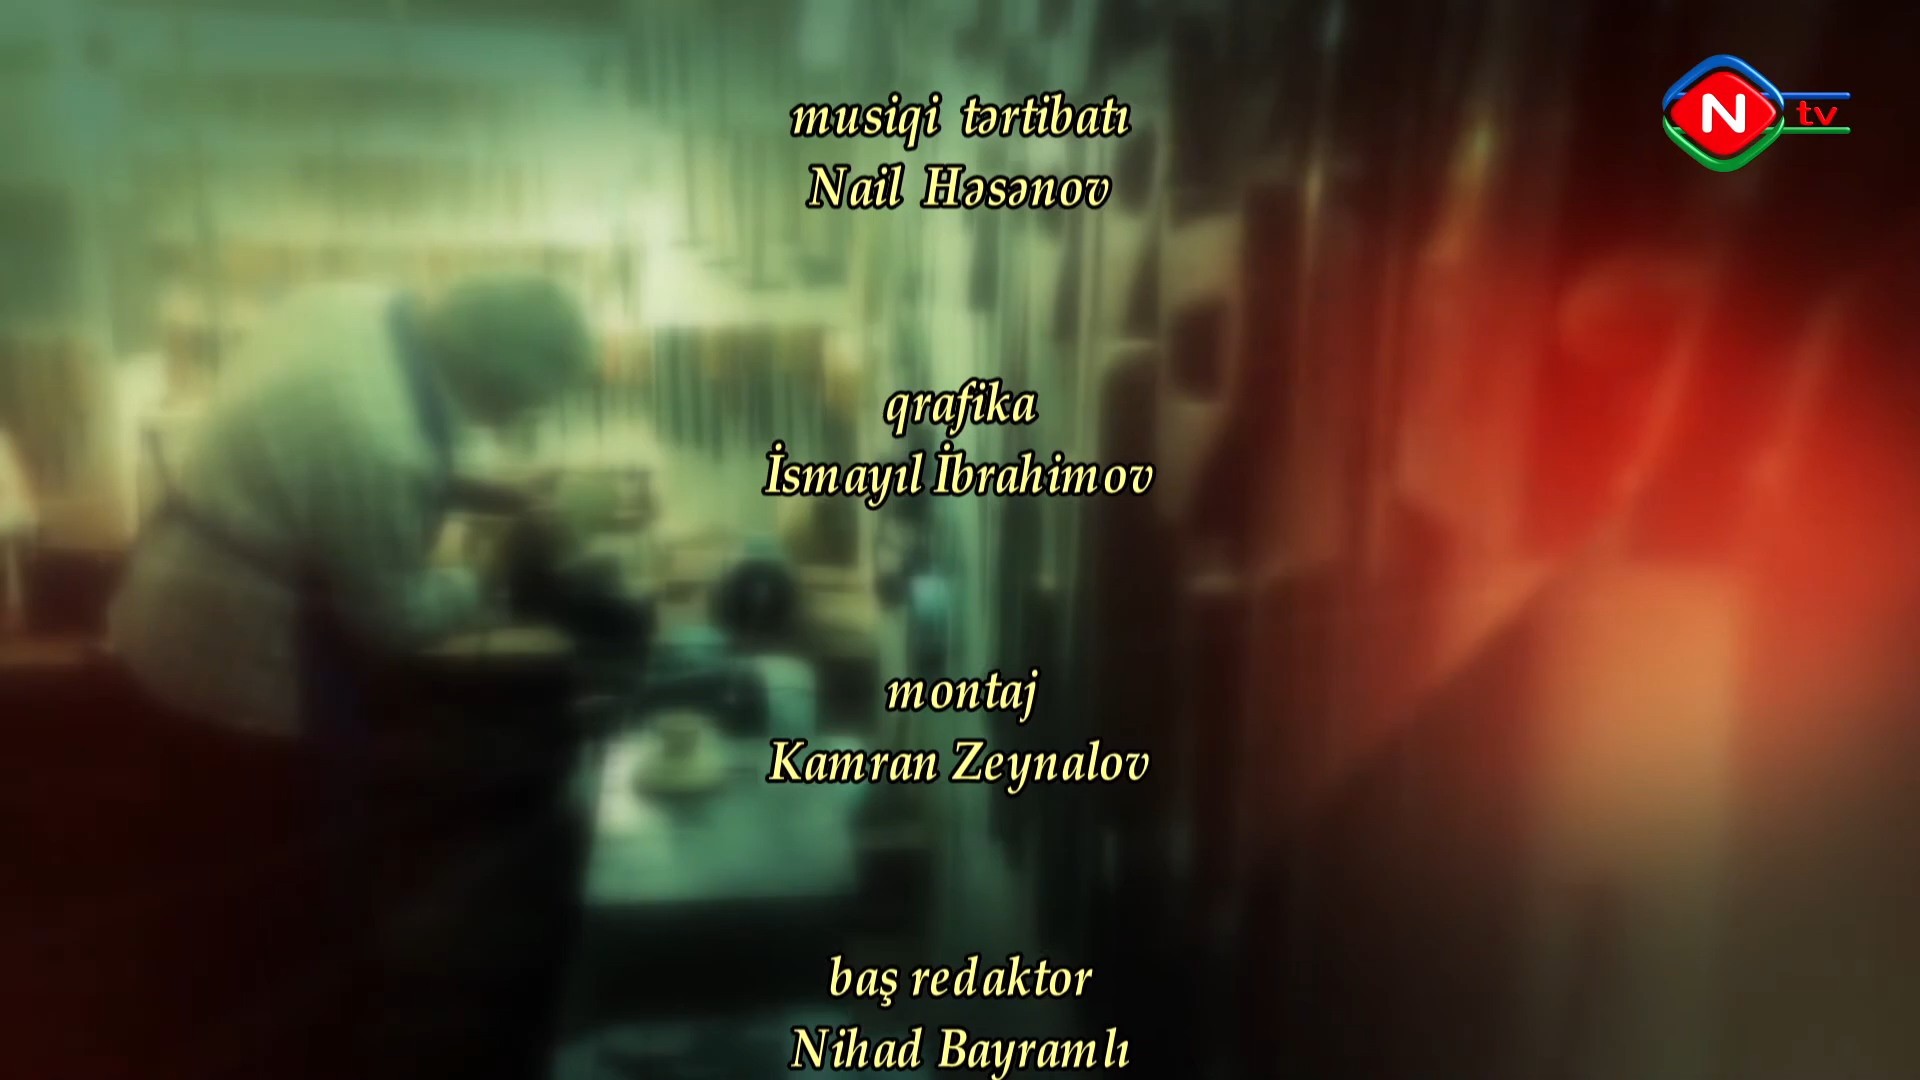 musiqi tərtibatı
Nail Həsənov
N tv
qrafika
İsmayıl İbrahimov
montaj
Kamran Zeynalov
baş redaktor
Nihad Bayramlı